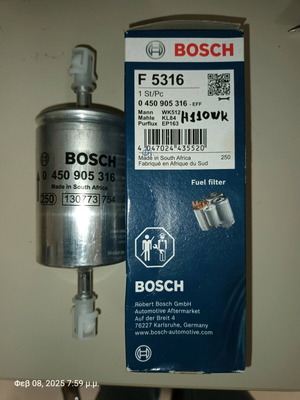 BOSCH
F 5316
1 St/Pc
0 450 905 316 - EFF
Mann WK512
Mahle KL84
Purflux EP163
H110WK
4 047024 435520
Made in South Africa 250
Fabriqué en Afrique du Sud
Fuel filter
BOSCH
Robert Bosch GmbH
Automotive Aftermarket
Auf der Breit 4
76227 Karlsruhe, Germany
www.bosch.com
BOSCH
0 450 905 316
Made in South Africa
250 130773 754
Φεβ 08, 2025 7:59 μ.μ.